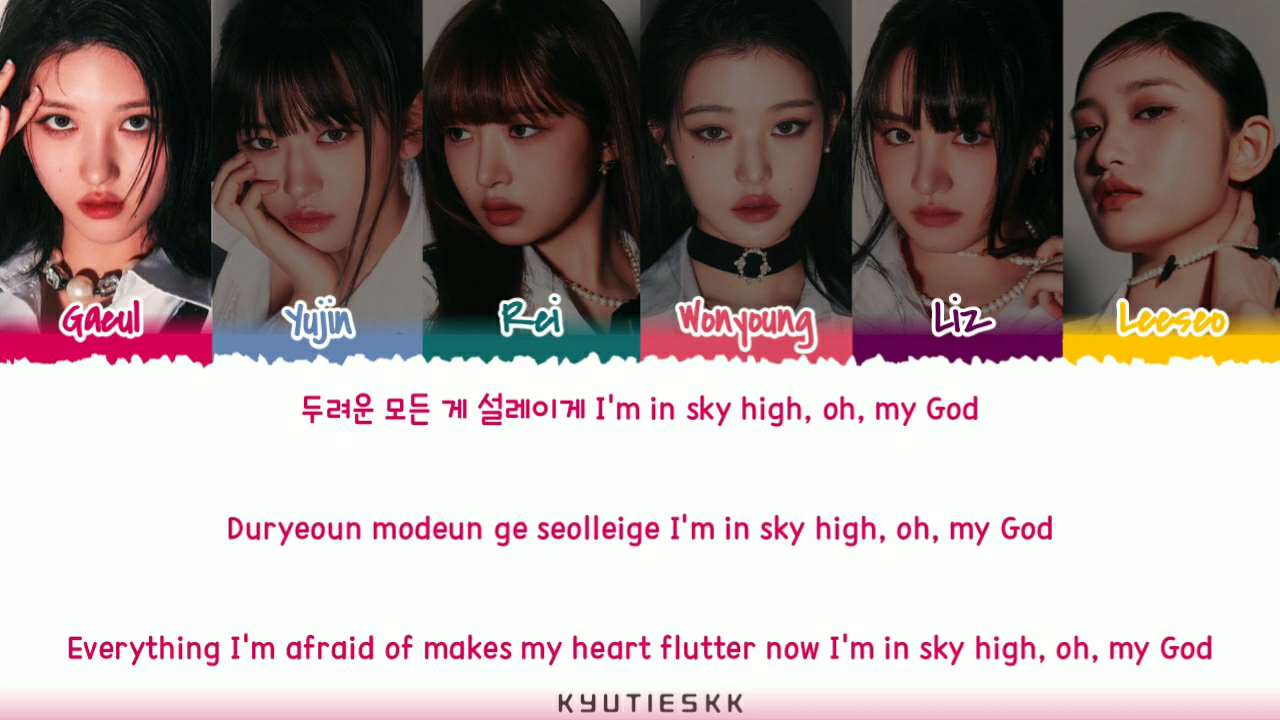 Gaeul Yujin Rei Wonyoung Liz Leeseo
두려운 모든 게 설레이게 I'm in sky high, oh, my God
Duryeoun modeun ge seolleige I'm in sky high, oh, my God
Everything I'm afraid of makes my heart flutter now I'm in sky high, oh, my God
KYUTIESKK